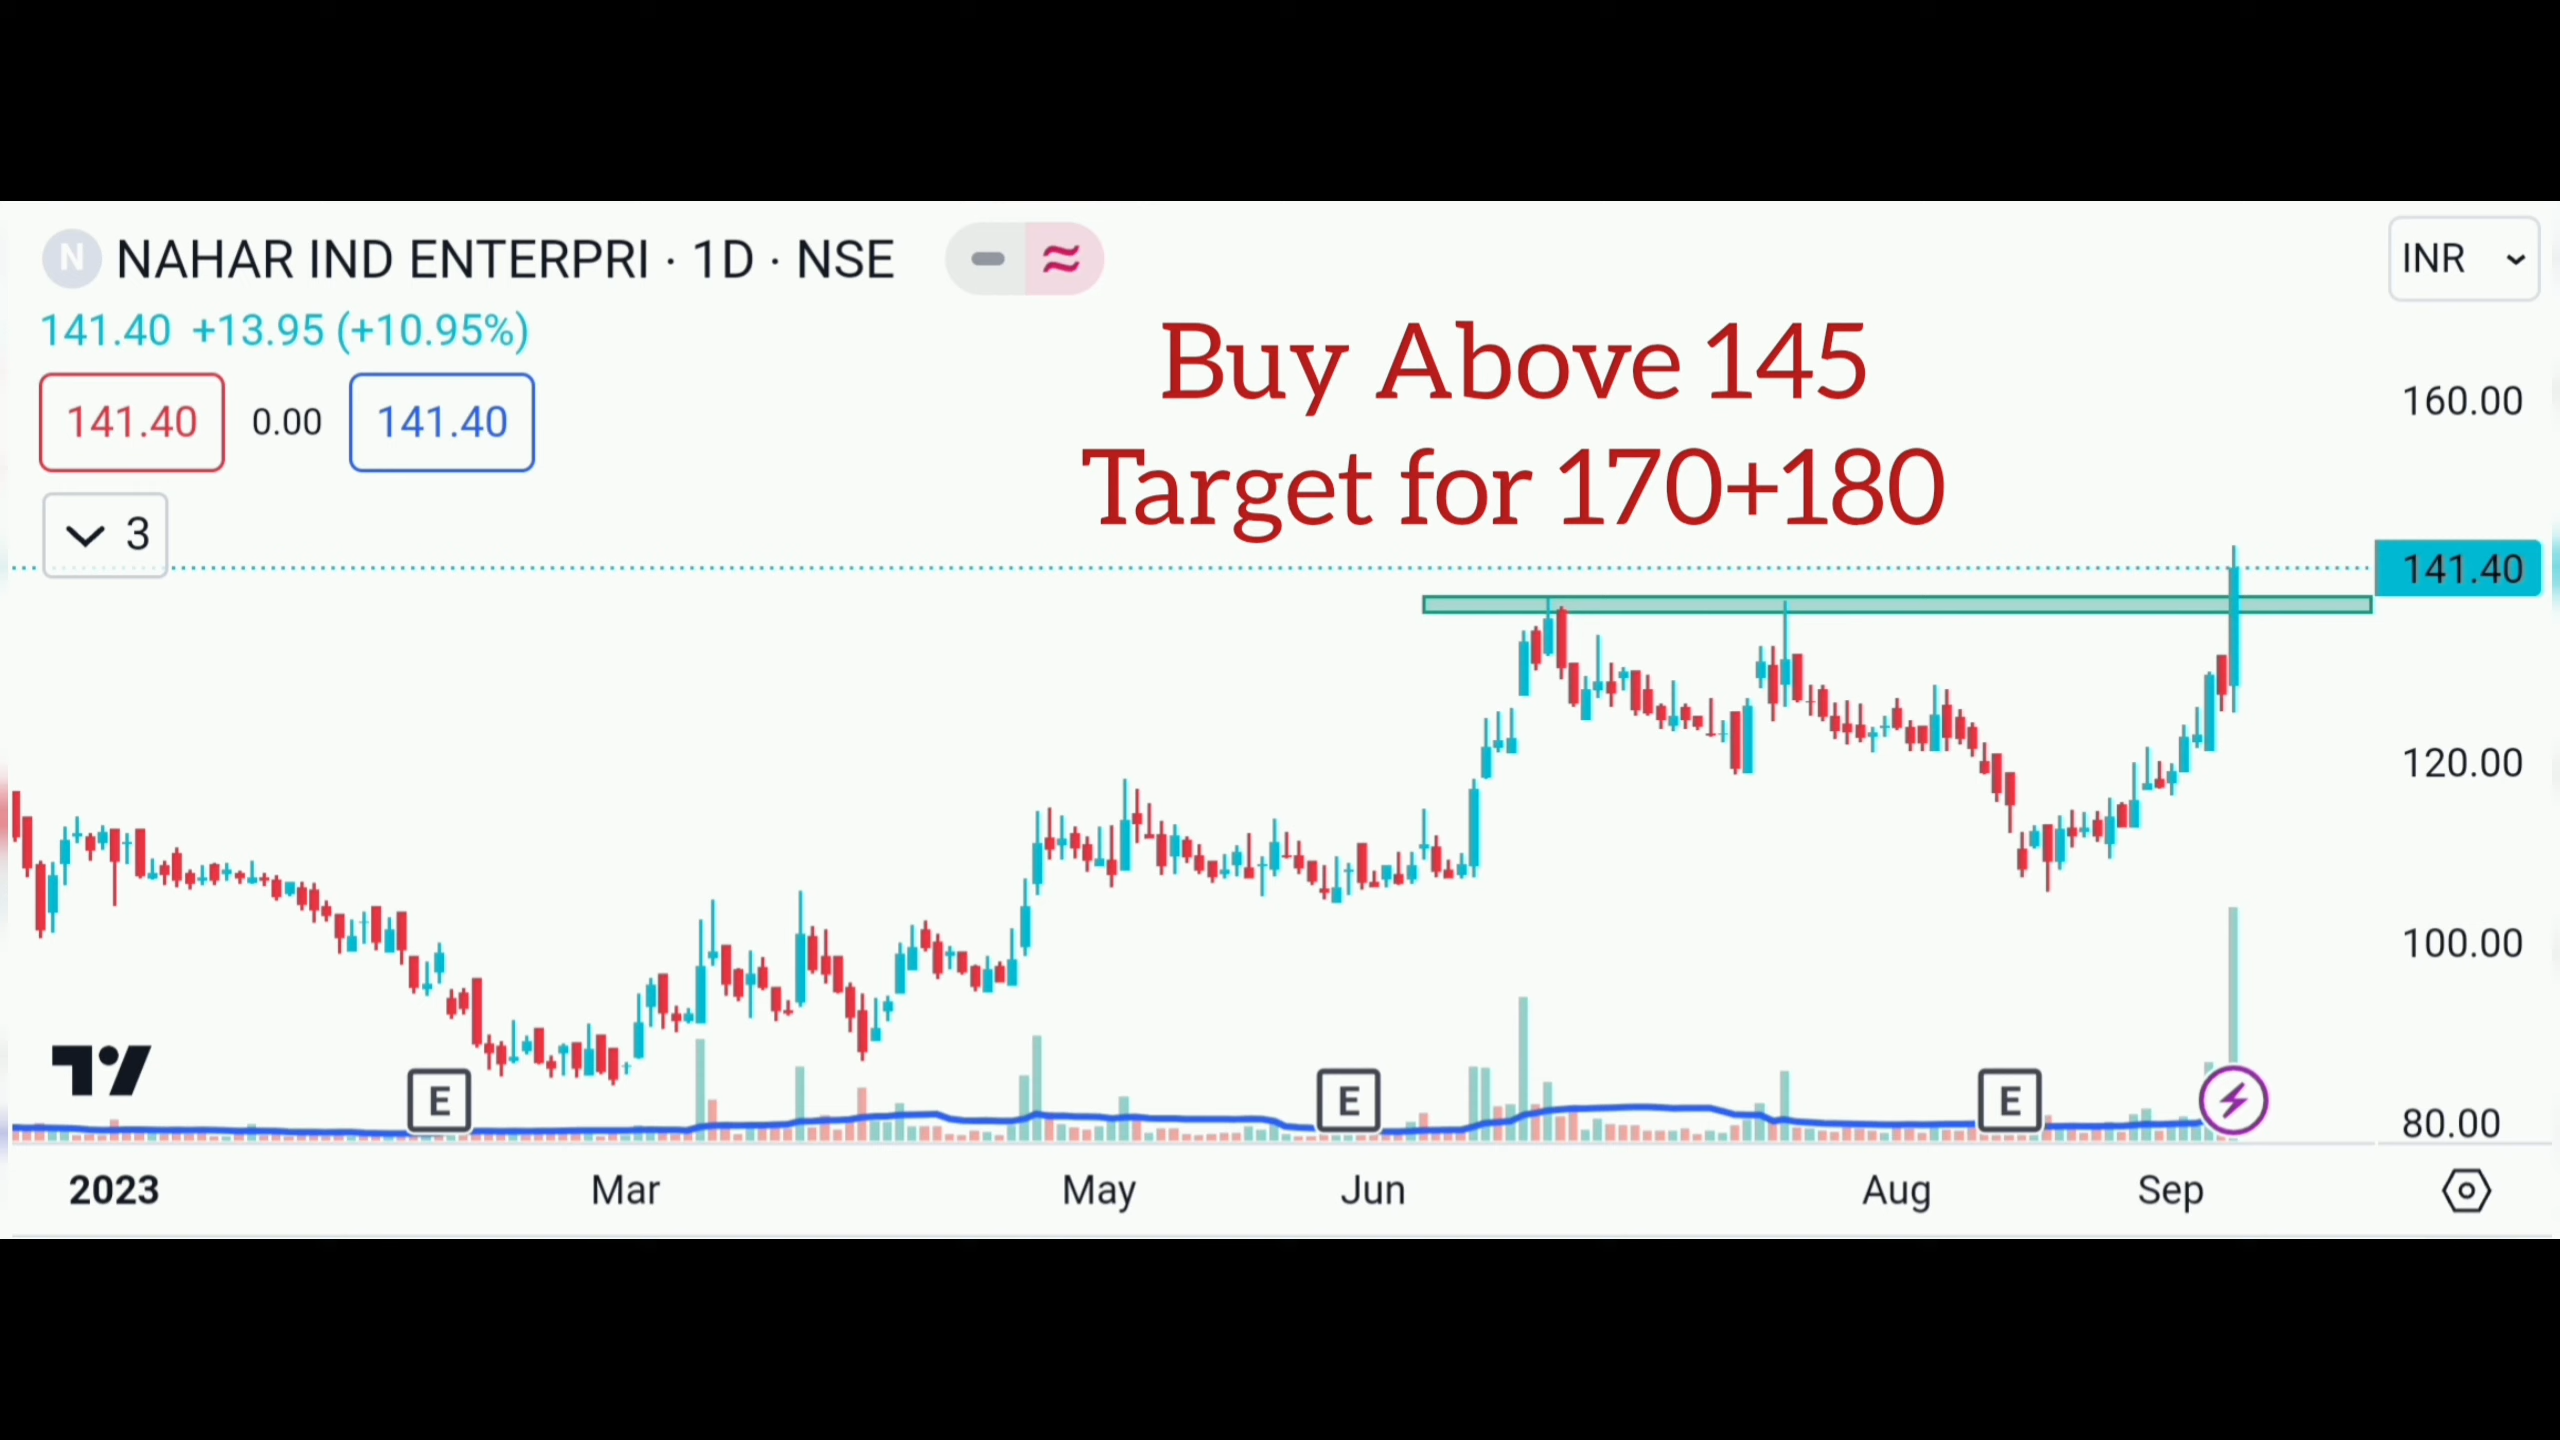 N NAHAR IND ENTERPRI · 1D · NSE
INR
141.40 +13.95 (+10.95%)
141.40 0.00 141.40
3
Buy Above 145
Target for 170+180
160.00
141.40
120.00
100.00
80.00
E
E
E
2023 Mar May Jun Aug Sep